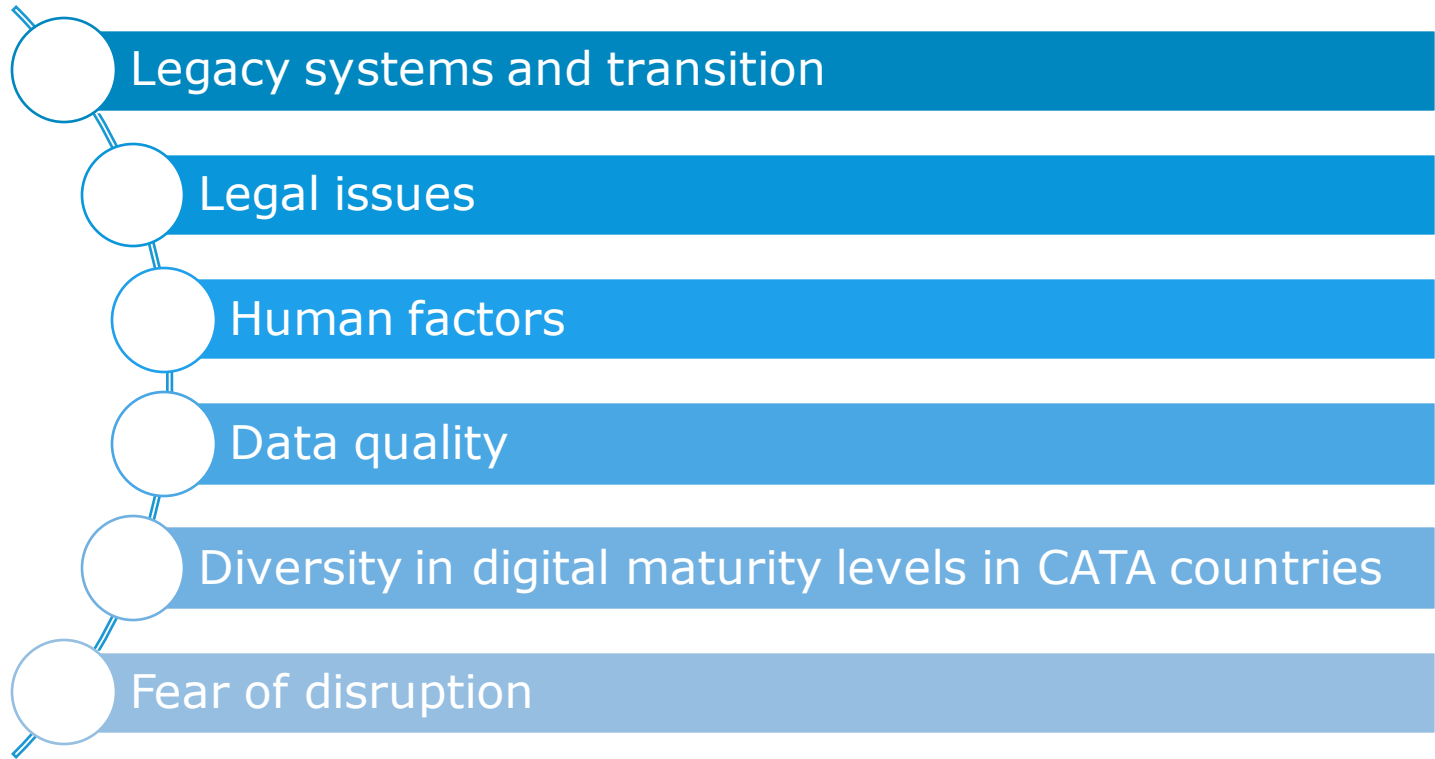 Legacy systems and transition
Legal issues
Human factors
Data quality
Diversity in digital maturity levels in CATA countries
Fear of disruption